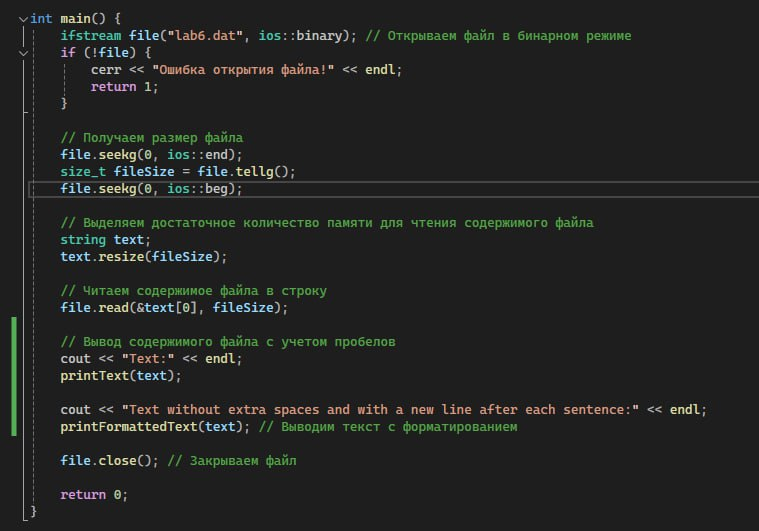 int main() {
ifstream file("lab6.dat", ios::binary); // Открываем файл в бинарном режиме
if (!file) {
cerr << "Ошибка открытия файла!" << endl;
return 1;
}
// Получаем размер файла
file.seekg(0, ios::end);
size_t fileSize = file.tellg();
file.seekg(0, ios::beg);
// Выделяем достаточное количество памяти для чтения содержимого файла
string text;
text.resize(fileSize);
// Читаем содержимое файла в строку
file.read(&text[0], fileSize);
// Вывод содержимого файла с учетом пробелов
cout << "Text:" << endl;
printText(text);
cout << "Text without extra spaces and with a new line after each sentence:" << endl;
printFormattedText(text); // Выводим текст с форматированием
file.close(); // Закрываем файл
return 0;
}